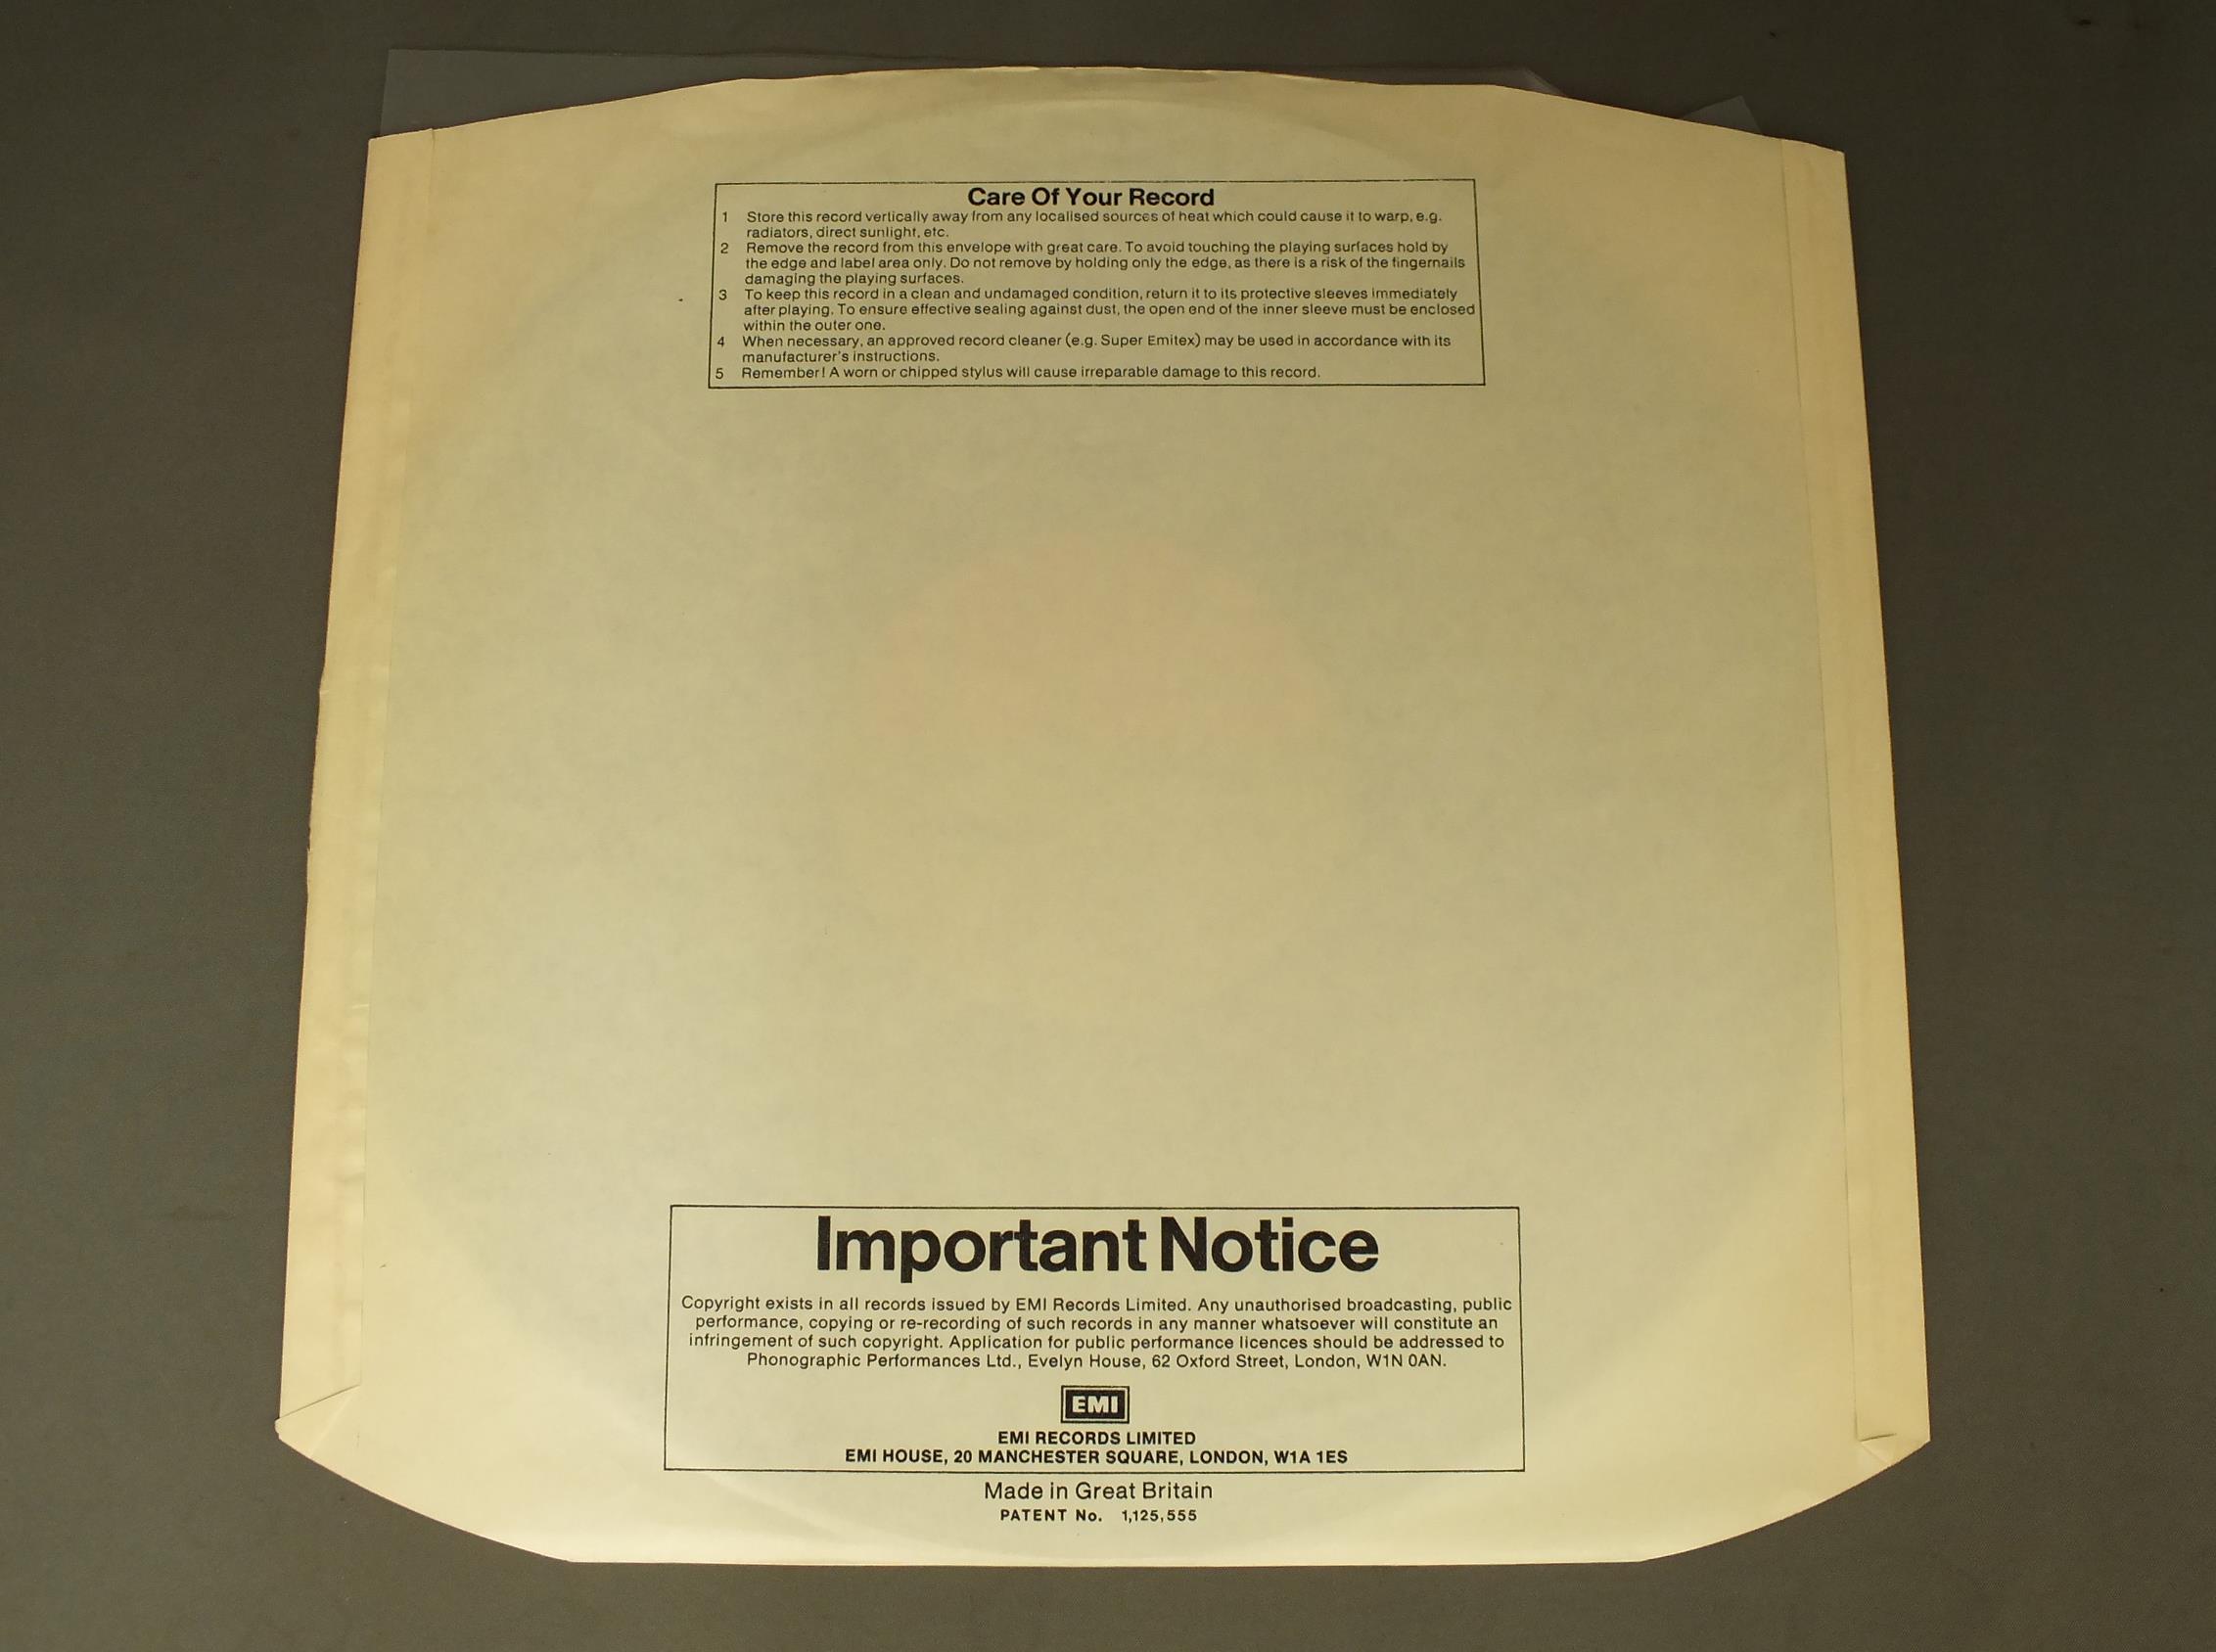 Care Of Your Record
1 Store this record vertically away from any localised sources of heat which could cause it to warp, e.g.
radiators, direct sunlight, etc.
2 Remove the record from this envelope with great care. To avoid touching the playing surfaces hold by
the edge and label area only. Do not remove by holding only the edge, as there is a risk of the fingernails
damaging the playing surfaces.
3 To keep this record in a clean and undamaged condition, return it to its protective sleeves immediately
after playing. To ensure effective sealing against dust, the open end of the inner sleeve must be enclosed
within the outer one.
4 When necessary, an approved record cleaner (e.g. Super Emitex) may be used in accordance with its
manufacturer's instructions.
5 Remember! A worn or chipped stylus will cause irreparable damage to this record.
Important Notice
Copyright exists in all records issued by EMI Records Limited. Any unauthorised broadcasting, public
performance, copying or re-recording of such records in any manner whatsoever will constitute an
infringement of such copyright. Application for public performance licences should be addressed to
Phonographic Performances Ltd., Evelyn House, 62 Oxford Street, London, W1N 0AN.
EMI
EMI RECORDS LIMITED
EMI HOUSE, 20 MANCHESTER SQUARE, LONDON, W1A 1ES
Made in Great Britain
PATENT No. 1,125,555